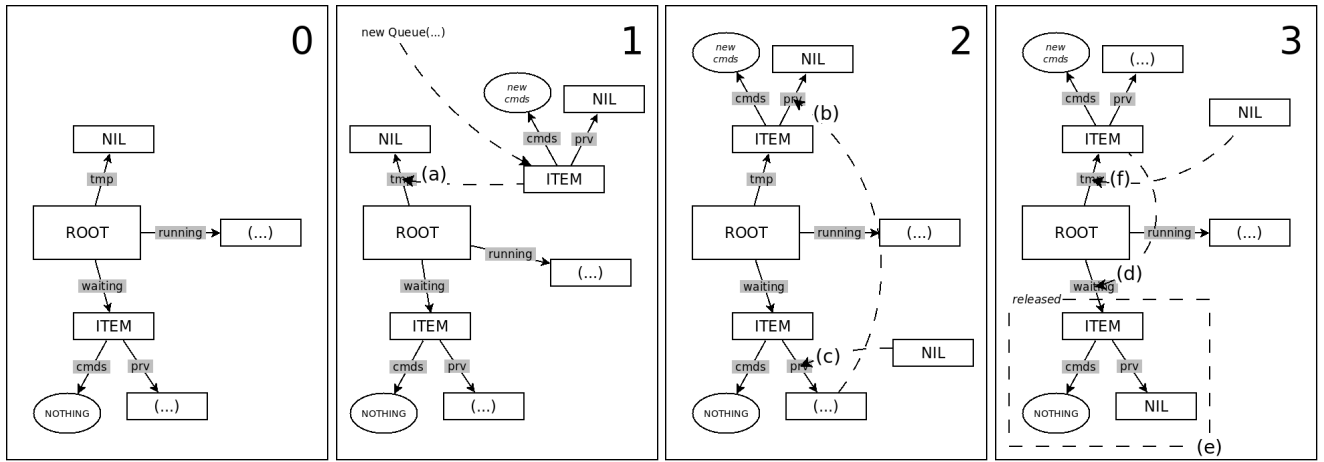 0
NIL
tmp
ROOT
running
(...)
waiting
ITEM
cmds
prv
NOTHING
(...)
1
new Queue(...)
new
cmds
NIL
cmds
prv
NIL
ITEM
tmp
(a)
ROOT
running
(...)
waiting
ITEM
cmds
prv
NOTHING
(...)
2
new
cmds
NIL
cmds
prv
(b)
ITEM
tmp
ROOT
running
(...)
waiting
ITEM
NIL
cmds
prv
(c)
NOTHING
(...)
3
new
cmds
(...)
cmds
prv
NIL
ITEM
tmp
(f)
ROOT
running
(...)
(d)
waiting
released
ITEM
cmds
prv
NOTHING
NIL
(e)